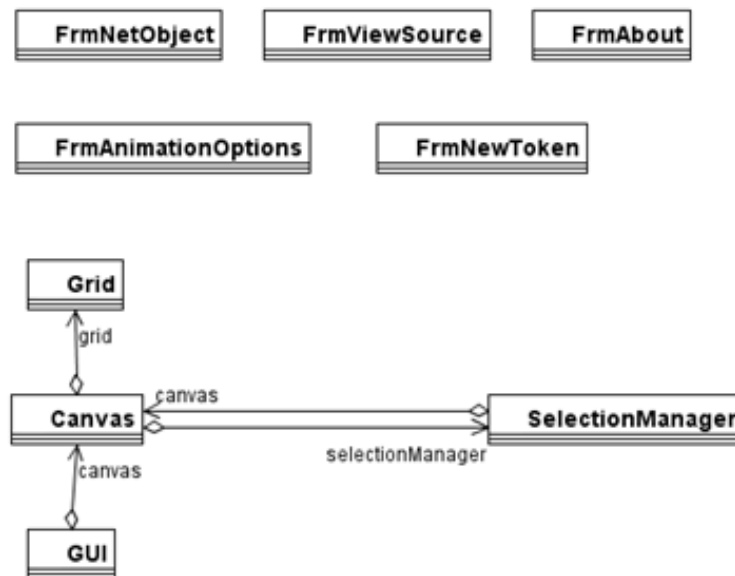 FrmNetObject FrmViewSource FrmAbout
FrmAnimationOptions FrmNewToken
Grid
grid
canvas
Canvas SelectionManager
selectionManager
canvas
GUI